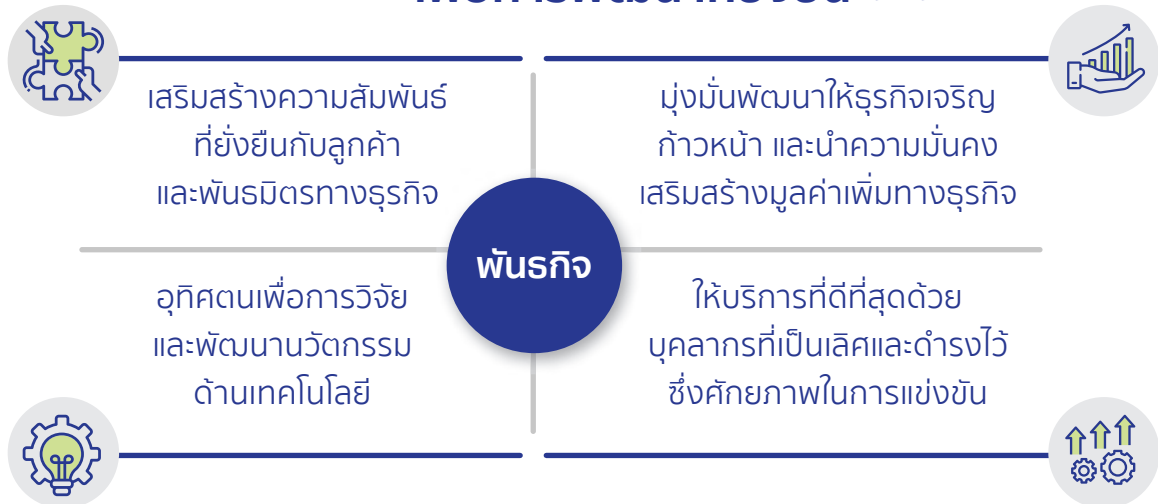 เสริมสร้างความสัมพันธ์
ที่ยั่งยืนกับลูกค้า
และพันธมิตรทางธุรกิจ
มุ่งมั่นพัฒนาให้ธุรกิจเจริญ
ก้าวหน้า และนำความมั่นคง
เสริมสร้างมูลค่าเพิ่มทางธุรกิจ
พันธกิจ
อุทิศตนเพื่อการวิจัย
และพัฒนานวัตกรรม
ด้านเทคโนโลยี
ให้บริการที่ดีที่สุดด้วย
บุคลากรที่เป็นเลิศและดำรงไว้
ซึ่งศักยภาพในการแข่งขัน